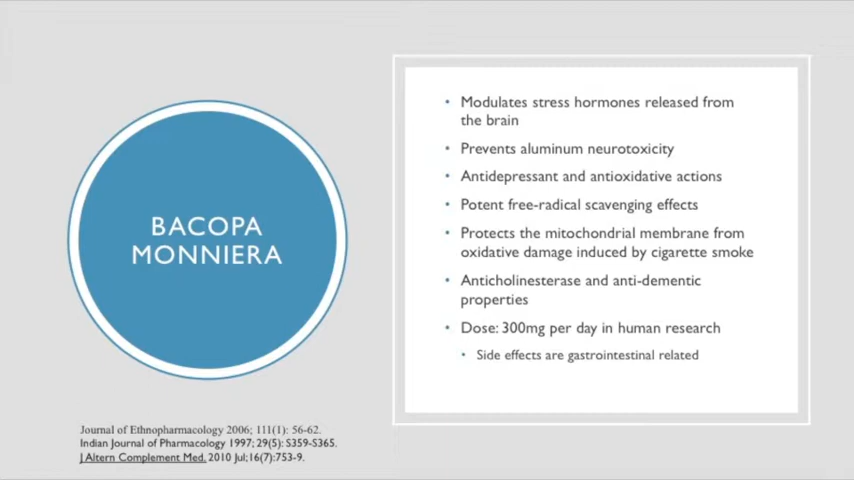 BACOPA
MONNIERA
• Modulates stress hormones released from
the brain
• Prevents aluminum neurotoxicity
• Antidepressant and antioxidative actions
• Potent free-radical scavenging effects
• Protects the mitochondrial membrane from
oxidative damage induced by cigarette smoke
• Anticholinesterase and anti-dementic
properties
• Dose: 300mg per day in human research
• Side effects are gastrointestinal related
Journal of Ethnopharmacology 2006; 111(1): 56-62.
Indian Journal of Pharmacology 1997; 29(5): S359-S365.
J Altern Complement Med. 2010 Jul;16(7):753-9.